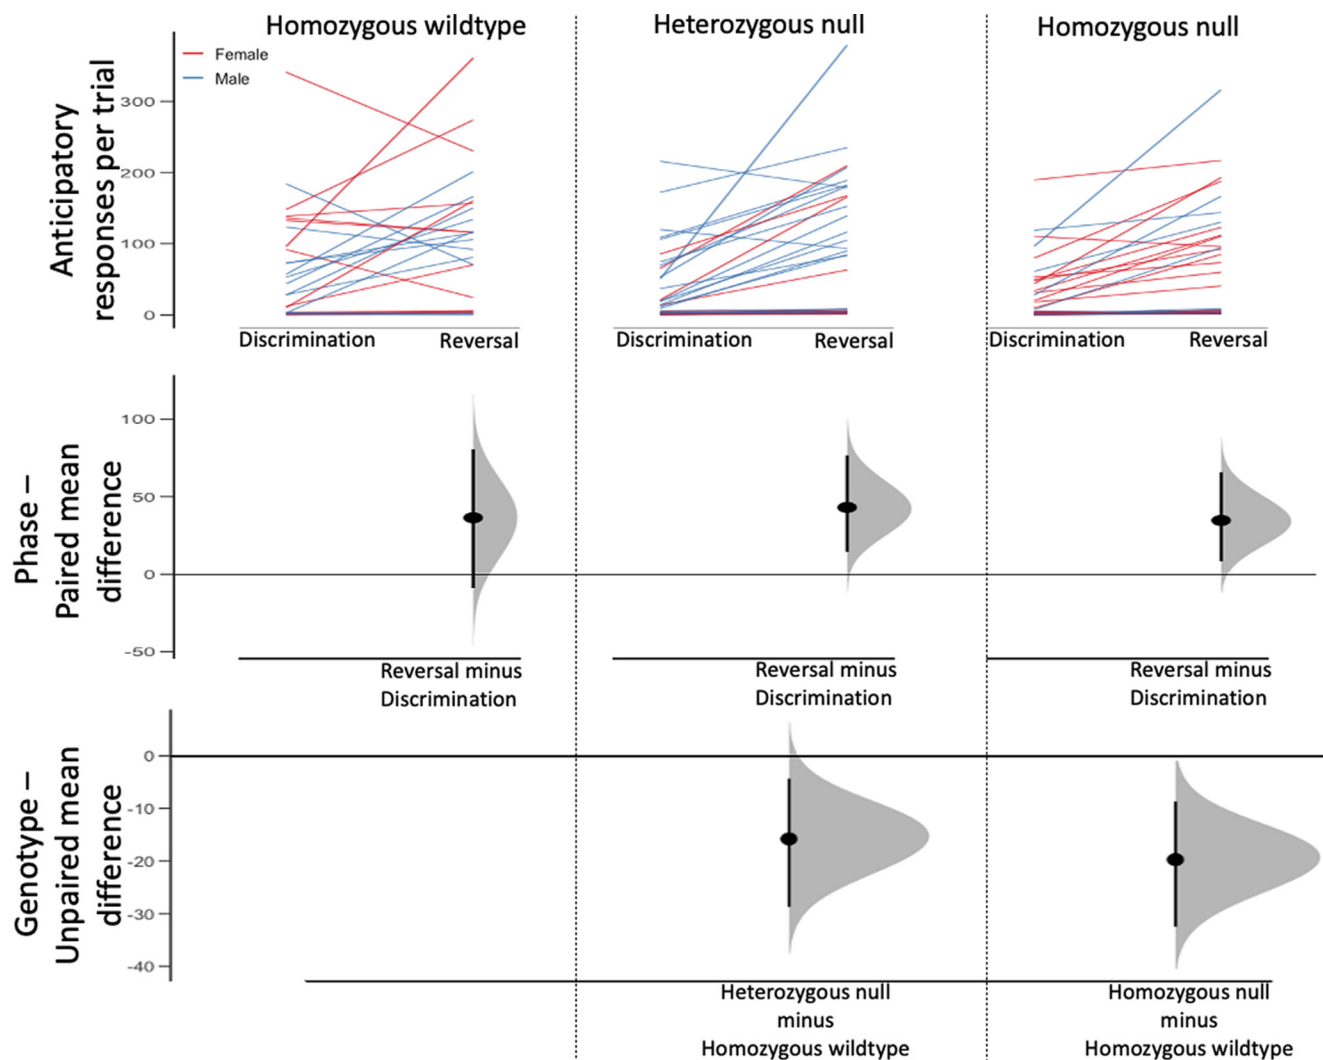 Homozygous wildtype
Heterozygous null
Homozygous null
Female
Male
Anticipatory
responses per trial
300
200
100
0
Discrimination
Reversal
Discrimination
Reversal
Discrimination
Reversal
Phase –
Paired mean
difference
100
50
0
-50
Reversal minus
Discrimination
Reversal minus
Discrimination
Reversal minus
Discrimination
Genotype –
Unpaired mean
difference
0
-10
-20
-30
-40
Heterozygous null
minus
Homozygous wildtype
Homozygous null
minus
Homozygous wildtype